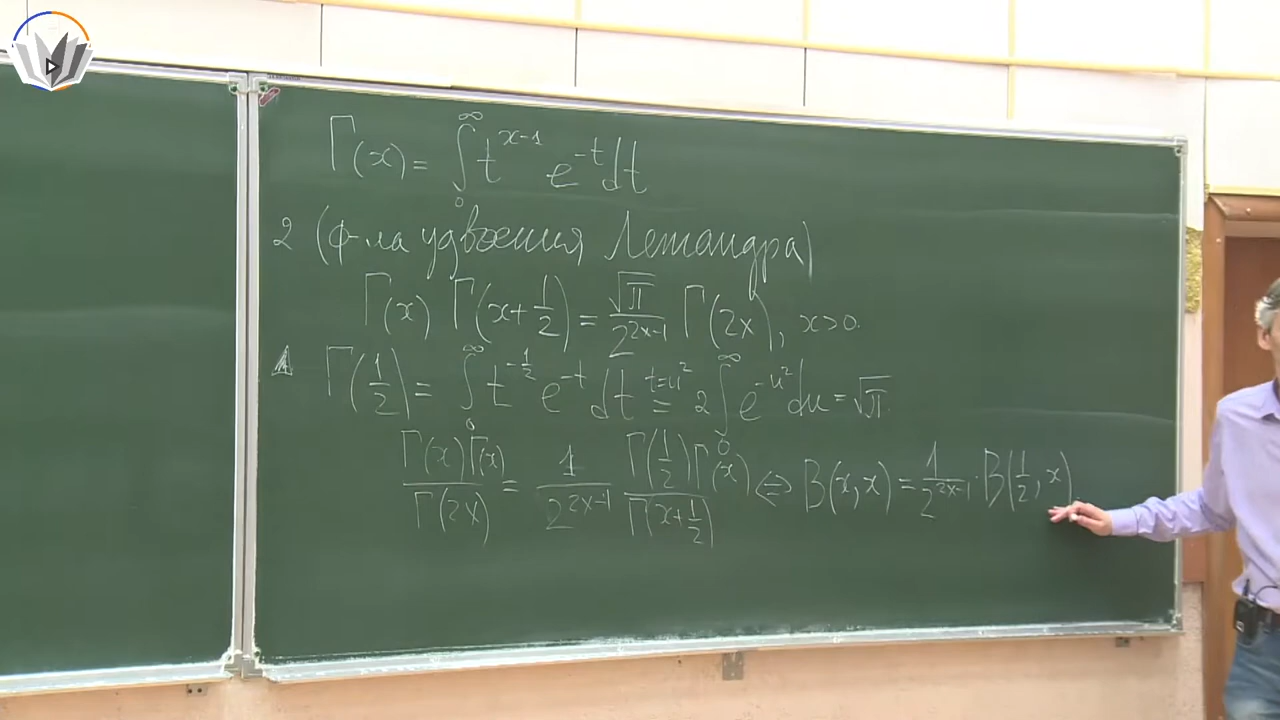 Γ(x) = ∫₀^∞ t^{x-1} e^{-t} dt
2 (ф-ла удвоения Лежандра)
Γ(x) Γ(x + 1/2) = √π / 2^{2x-1} Γ(2x), x > 0.
Γ(1/2) = ∫₀^∞ t^{-1/2} e^{-t} dt =^{t=u²} 2 ∫₀^∞ e^{-u²} du = √π
Γ(x)Γ(x) / Γ(2x) = 1 / 2^{2x-1} Γ(1/2)Γ(x) / Γ(x + 1/2) ⇔ B(x, x) = 1 / 2^{2x-1} · B(1/2, x)